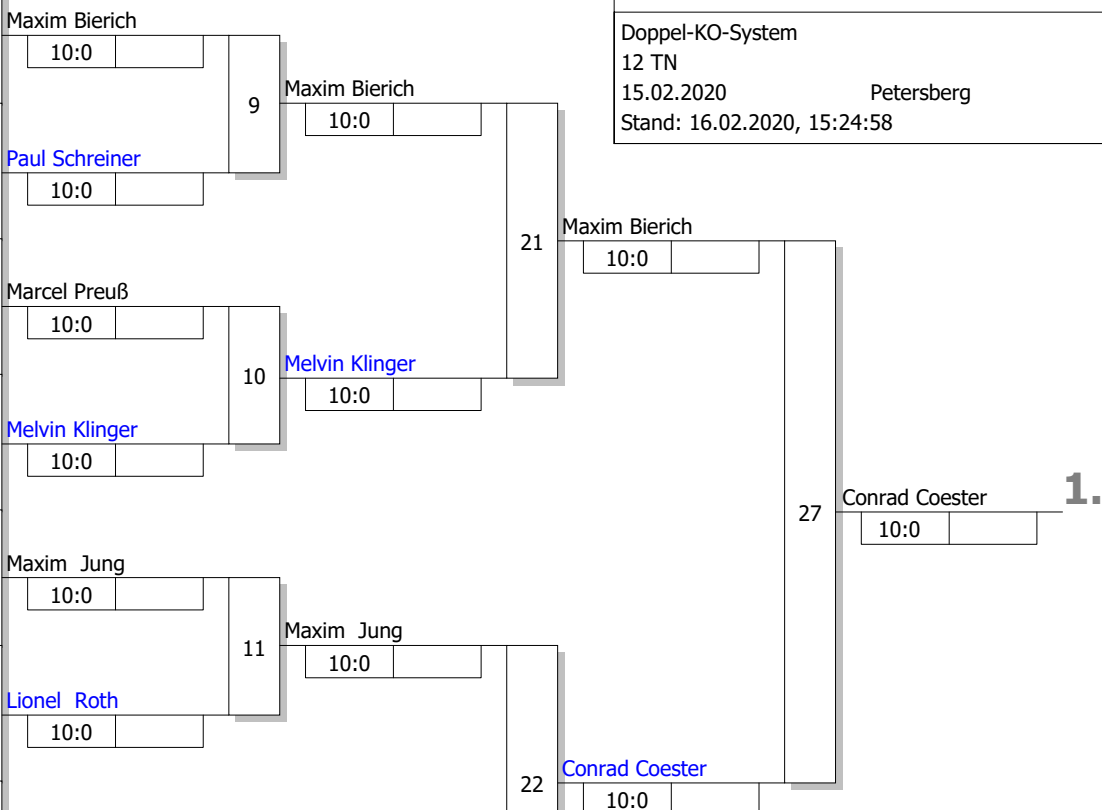 Maxim Bierich
10:0
Doppel-KO-System
12 TN
15.02.2020 Petersberg
Stand: 16.02.2020, 15:24:58
9
Maxim Bierich
10:0
Paul Schreiner
10:0
21
Maxim Bierich
10:0
Marcel Preuß
10:0
10
Melvin Klinger
10:0
Melvin Klinger
10:0
27
Conrad Coester
10:0
1.
Maxim Jung
10:0
11
Maxim Jung
10:0
Lionel Roth
10:0
22
Conrad Coester
10:0